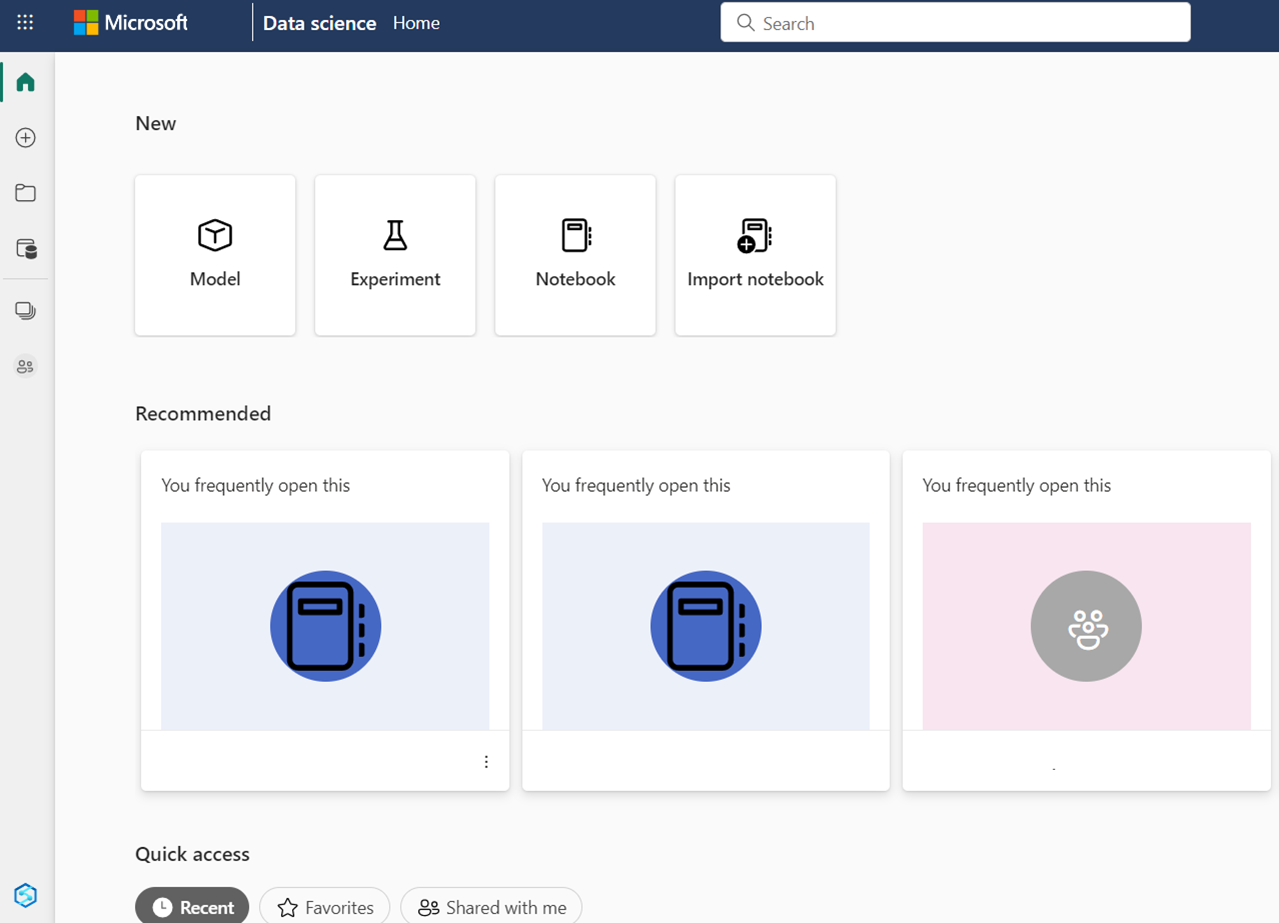 Microsoft Data science Home Search
New
Model Experiment Notebook Import notebook
Recommended
You frequently open this You frequently open this You frequently open this
Quick access
Recent Favorites Shared with me